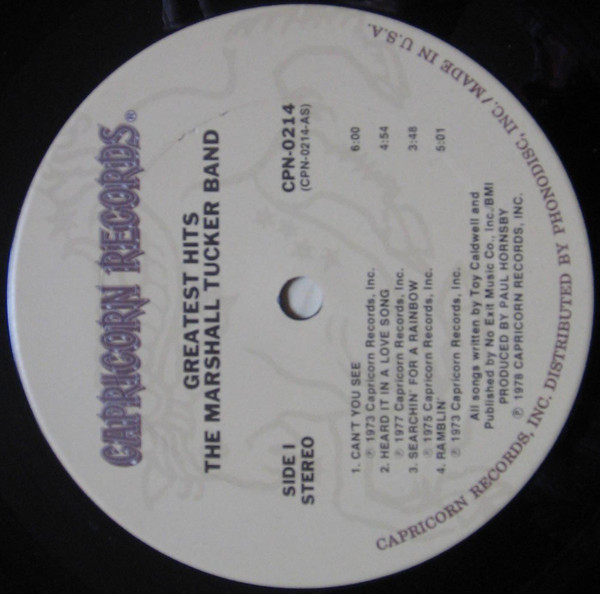 CAPRICORN RECORDS®
GREATEST HITS
THE MARSHALL TUCKER BAND
SIDE I
STEREO
CPN-0214
(CPN-0214-AS)
1. CAN'T YOU SEE 6:00
℗ 1973 Capricorn Records, Inc.
2. HEARD IT IN A LOVE SONG 4:54
℗ 1977 Capricorn Records, Inc.
3. SEARCHIN' FOR A RAINBOW 3:48
℗ 1975 Capricorn Records, Inc.
4. RAMBLIN' 5:01
℗ 1973 Capricorn Records, Inc.
All songs written by Toy Caldwell and
Published by No Exit Music Co., Inc./BMI
PRODUCED BY PAUL HORNSBY
℗ 1978 CAPRICORN RECORDS, INC.
CAPRICORN RECORDS, INC. DISTRIBUTED BY PHONODISC, INC./MADE IN U.S.A.